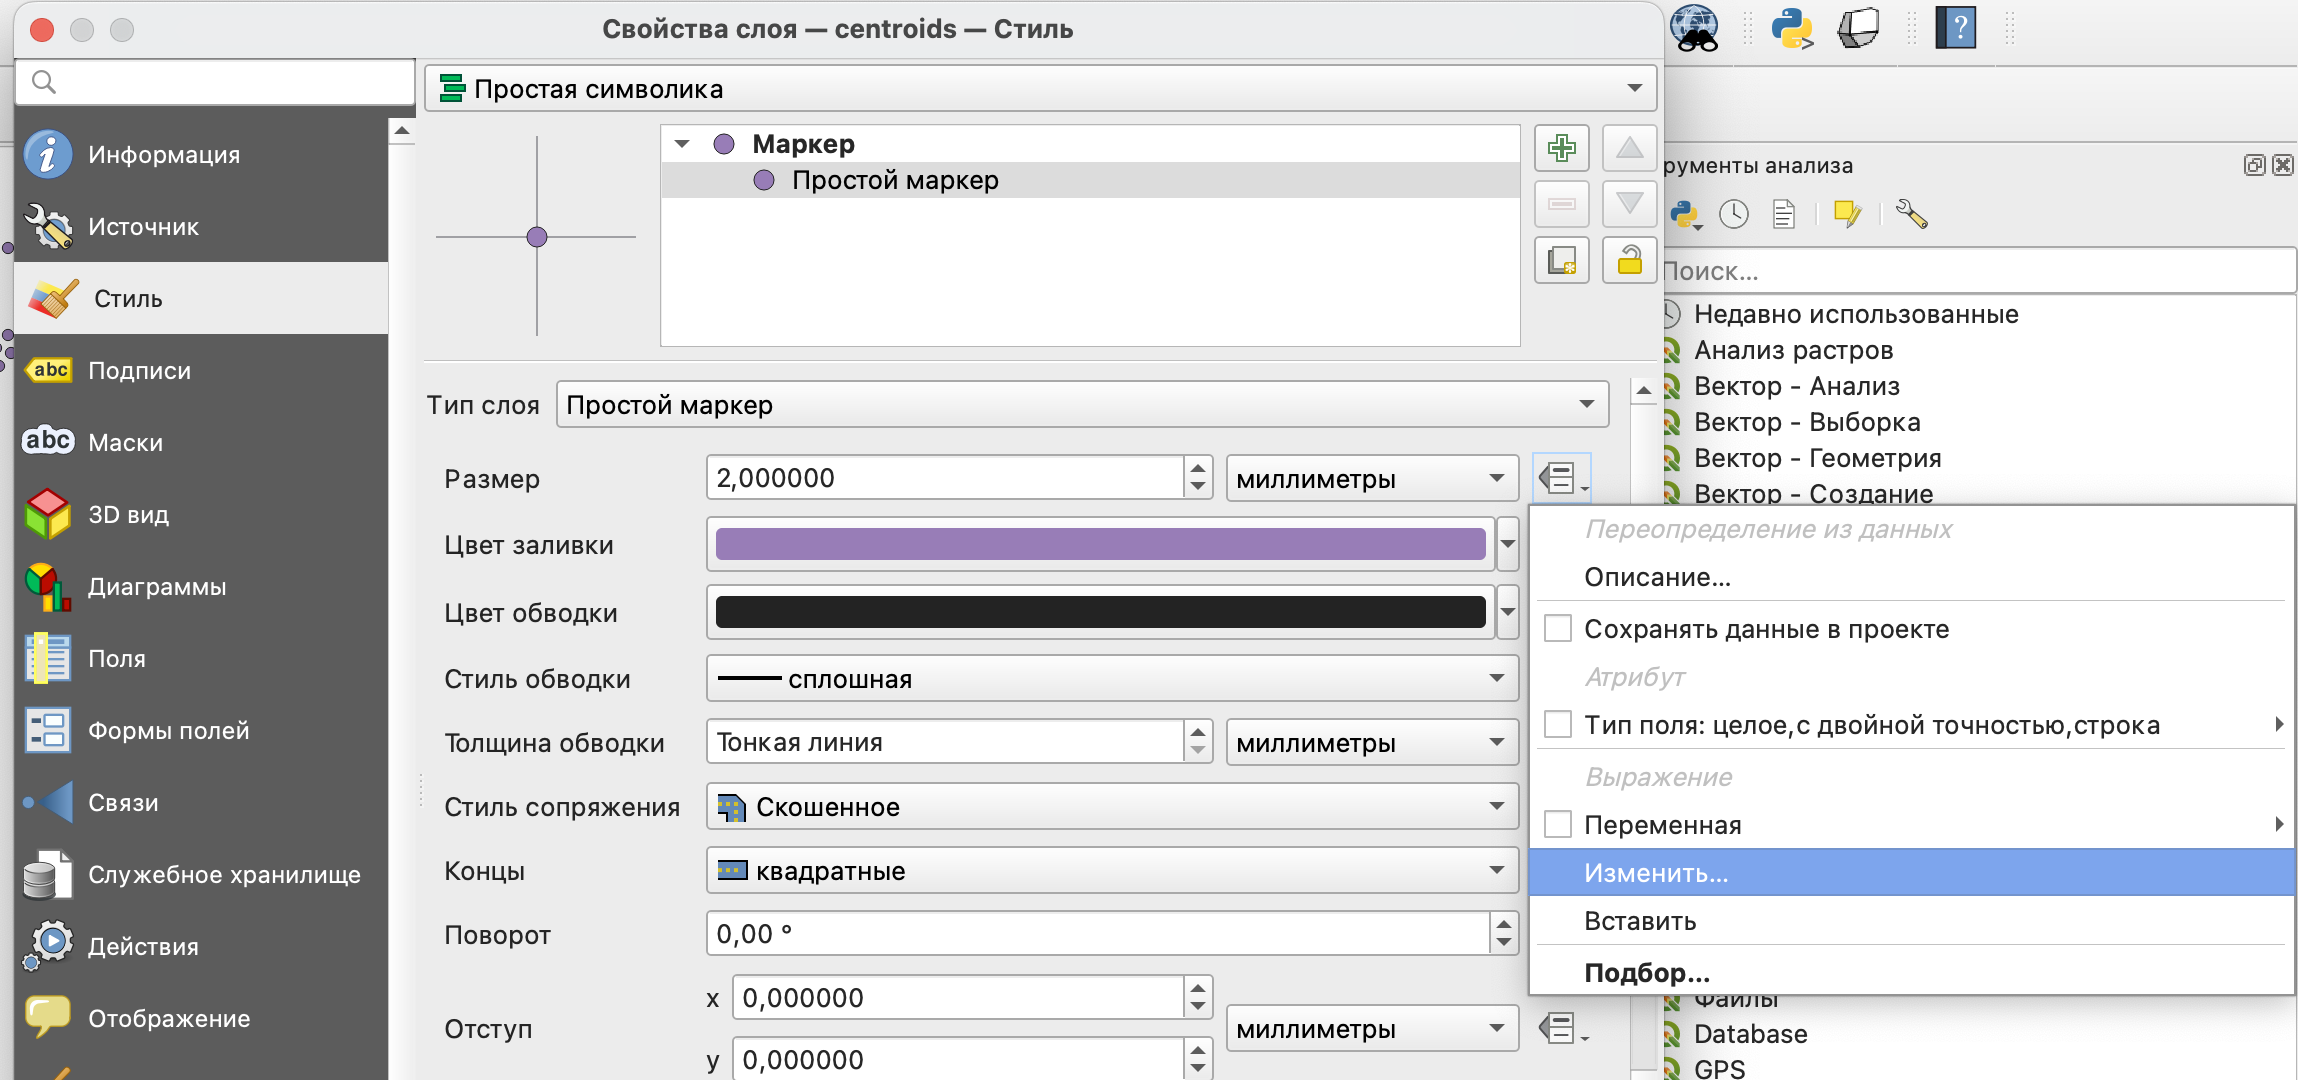 Свойства слоя — centroids — Стиль
Информация
Источник
Стиль
abc Подписи
abc Маски
3D вид
Диаграммы
Поля
Формы полей
Связи
Служебное хранилище
Действия
Отображение
Простая символика
Маркер
Простой маркер
Тип слоя Простой маркер
Размер 2,000000 миллиметры
Цвет заливки
Цвет обводки
Стиль обводки сплошная
Толщина обводки Тонкая линия миллиметры
Стиль сопряжения Скошенное
Концы квадратные
Поворот 0,00 °
x 0,000000
Отступ миллиметры
y 0,000000
Переопределение из данных
Описание...
Сохранять данные в проекте
Атрибут
Тип поля: целое,с двойной точностью,строка
Выражение
Переменная
Изменить...
Вставить
Подбор...
рументы анализа
Поиск...
Недавно использованные
Анализ растров
Вектор - Анализ
Вектор - Выборка
Вектор - Геометрия
Вектор - Создание
Файлы
Database
GPS